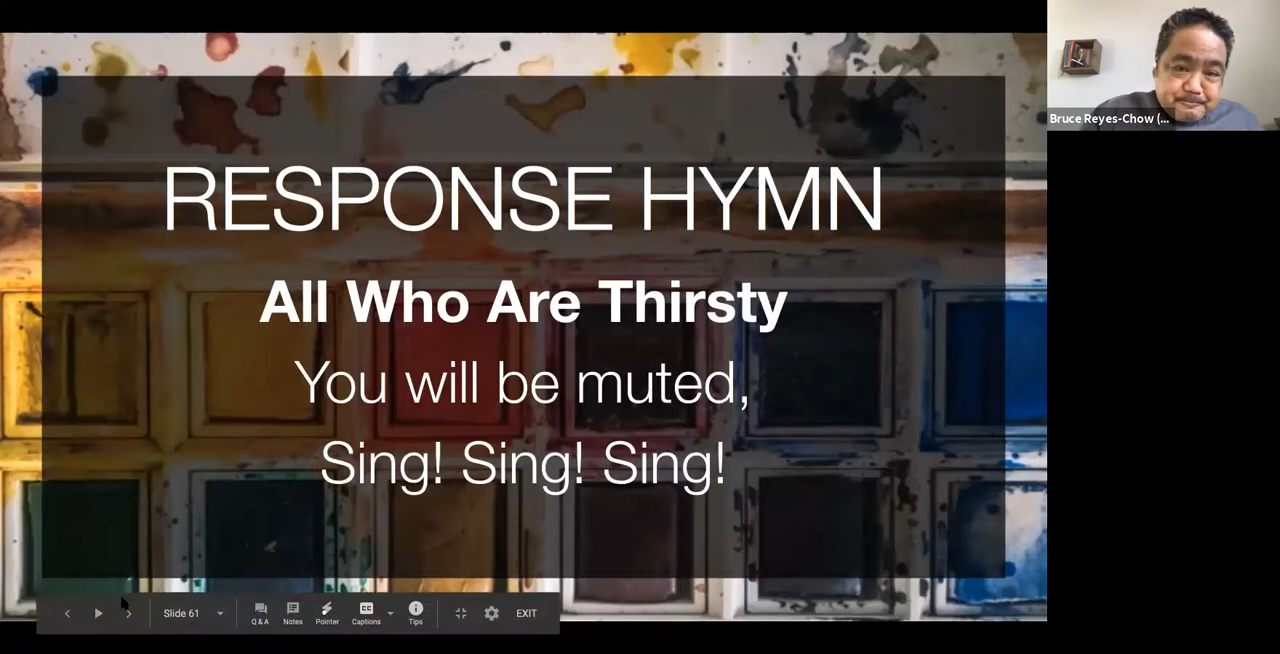 RESPONSE HYMN
All Who Are Thirsty
You will be muted,
Sing! Sing! Sing!
Bruce Reyes-Chow (...
Slide 61
Q & A
Notes
Pointer
CC
Captions
Tips
EXIT